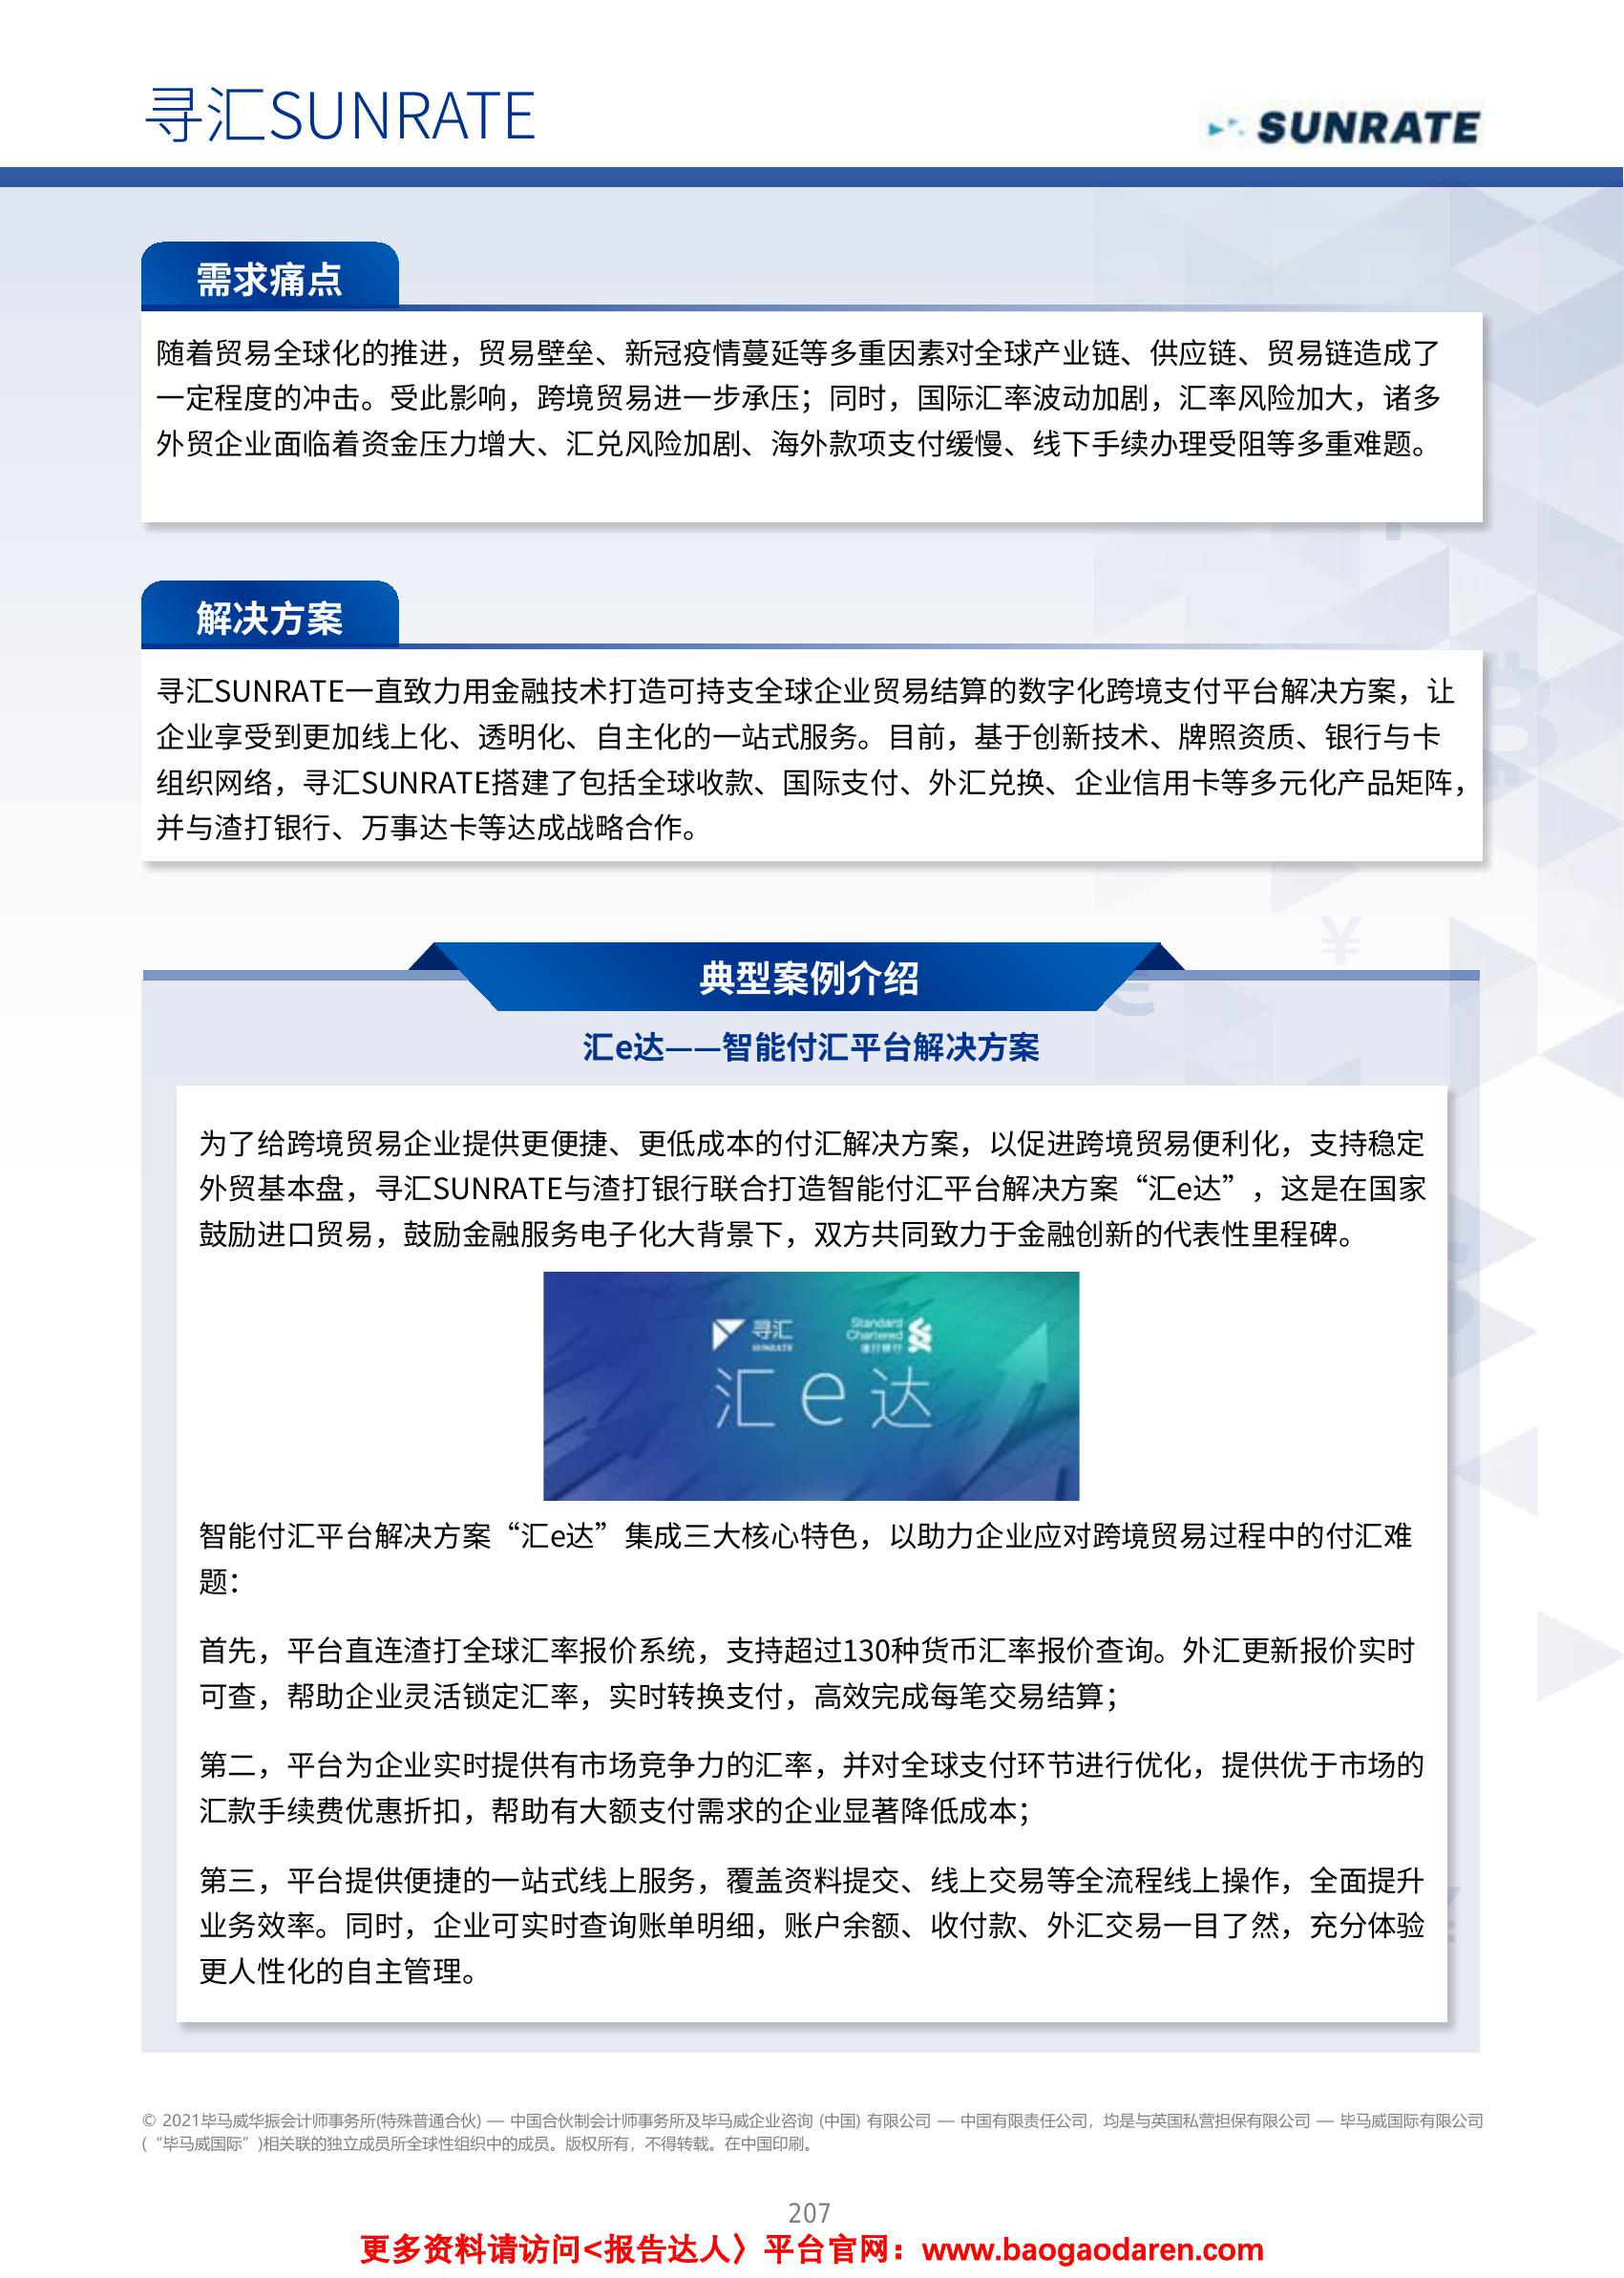 寻汇SUNRATE
SUNRATE
需求痛点
随着贸易全球化的推进，贸易壁垒、新冠疫情蔓延等多重因素对全球产业链、供应链、贸易链造成了
一定程度的冲击。受此影响，跨境贸易进一步承压；同时，国际汇率波动加剧，汇率风险加大，诸多
外贸企业面临着资金压力增大、汇兑风险加剧、海外款项支付缓慢、线下手续办理受阻等多重难题。
解决方案
寻汇SUNRATE一直致力用金融技术打造可持支全球企业贸易结算的数字化跨境支付平台解决方案，让
企业享受到更加线上化、透明化、自主化的一站式服务。目前，基于创新技术、牌照资质、银行与卡
组织网络，寻汇SUNRATE搭建了包括全球收款、国际支付、外汇兑换、企业信用卡等多元化产品矩阵，
并与渣打银行、万事达卡等达成战略合作。
典型案例介绍
汇e达——智能付汇平台解决方案
为了给跨境贸易企业提供更便捷、更低成本的付汇解决方案，以促进跨境贸易便利化，支持稳定
外贸基本盘，寻汇SUNRATE与渣打银行联合打造智能付汇平台解决方案“汇e达”，这是在国家
鼓励进口贸易，鼓励金融服务电子化大背景下，双方共同致力于金融创新的代表性里程碑。
寻汇 SUNRATE
Standard Chartered 渣打银行
汇e达
智能付汇平台解决方案“汇e达”集成三大核心特色，以助力企业应对跨境贸易过程中的付汇难
题：
首先，平台直连渣打全球汇率报价系统，支持超过130种货币汇率报价查询。外汇更新报价实时
可查，帮助企业灵活锁定汇率，实时转换支付，高效完成每笔交易结算；
第二，平台为企业实时提供有市场竞争力的汇率，并对全球支付环节进行优化，提供优于市场的
汇款手续费优惠折扣，帮助有大额支付需求的企业显著降低成本；
第三，平台提供便捷的一站式线上服务，覆盖资料提交、线上交易等全流程线上操作，全面提升
业务效率。同时，企业可实时查询账单明细，账户余额、收付款、外汇交易一目了然，充分体验
更人性化的自主管理。
© 2021毕马威华振会计师事务所(特殊普通合伙) — 中国合伙制会计师事务所及毕马威企业咨询 (中国) 有限公司 — 中国有限责任公司，均是与英国私营担保有限公司 — 毕马威国际有限公司
(“毕马威国际”)相关联的独立成员所全球性组织中的成员。版权所有，不得转载。在中国印刷。
207
更多资料请访问<报告达人〉平台官网：www.baogaodaren.com